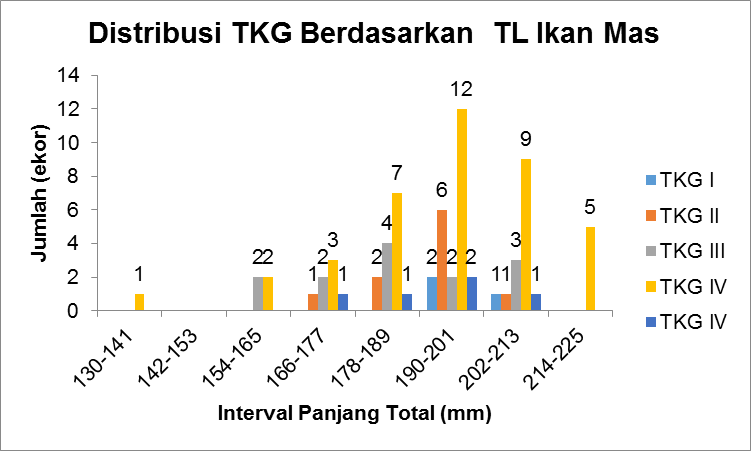 Distribusi TKG Berdasarkan TL Ikan Mas
Jumlah (ekor)
14
12
10
8
6
4
2
0
1
2 2
1 2 3 1
2 4 7 1
2 6 2 12 2
1 1 3 9 1
5
130-141
142-153
154-165
166-177
178-189
190-201
202-213
214-225
Interval Panjang Total (mm)
TKG I
TKG II
TKG III
TKG IV
TKG IV